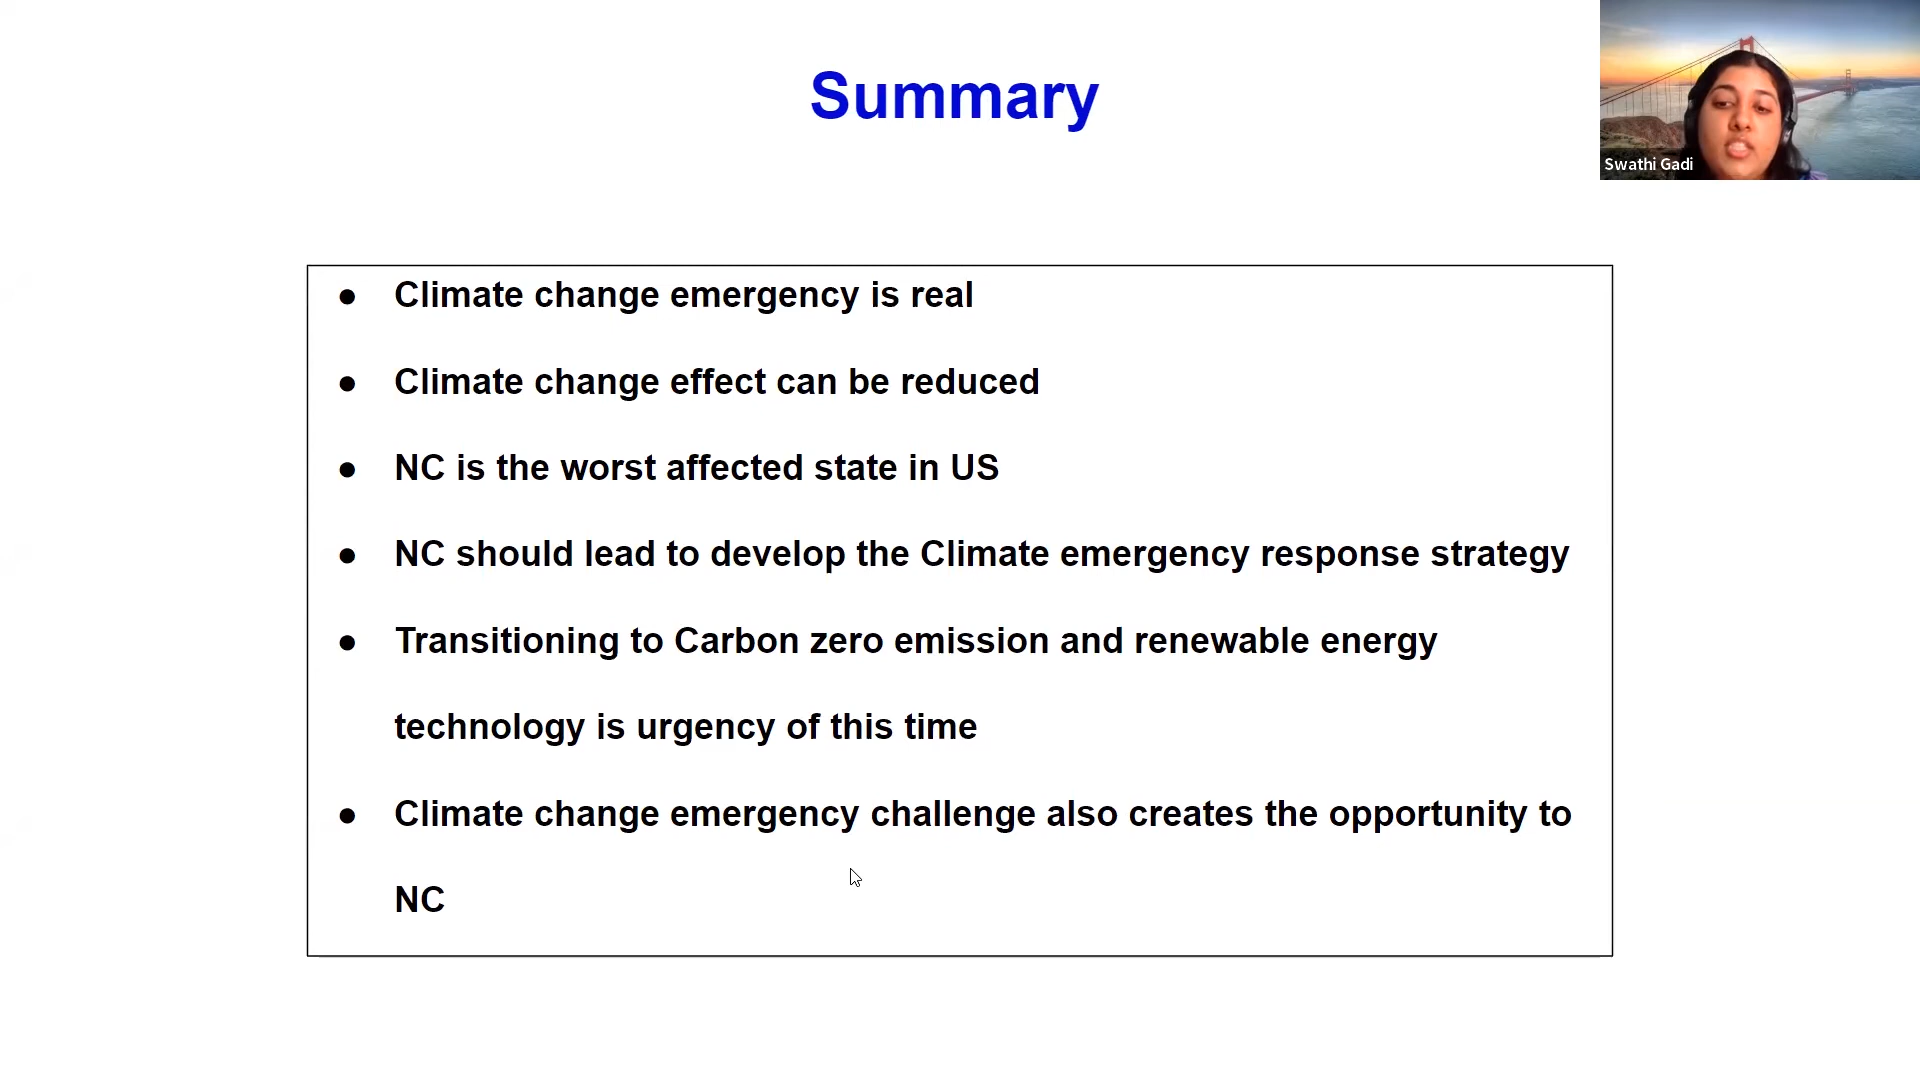 Summary
Swathi Gadi
● Climate change emergency is real
● Climate change effect can be reduced
● NC is the worst affected state in US
● NC should lead to develop the Climate emergency response strategy
● Transitioning to Carbon zero emission and renewable energy
technology is urgency of this time
● Climate change emergency challenge also creates the opportunity to
NC